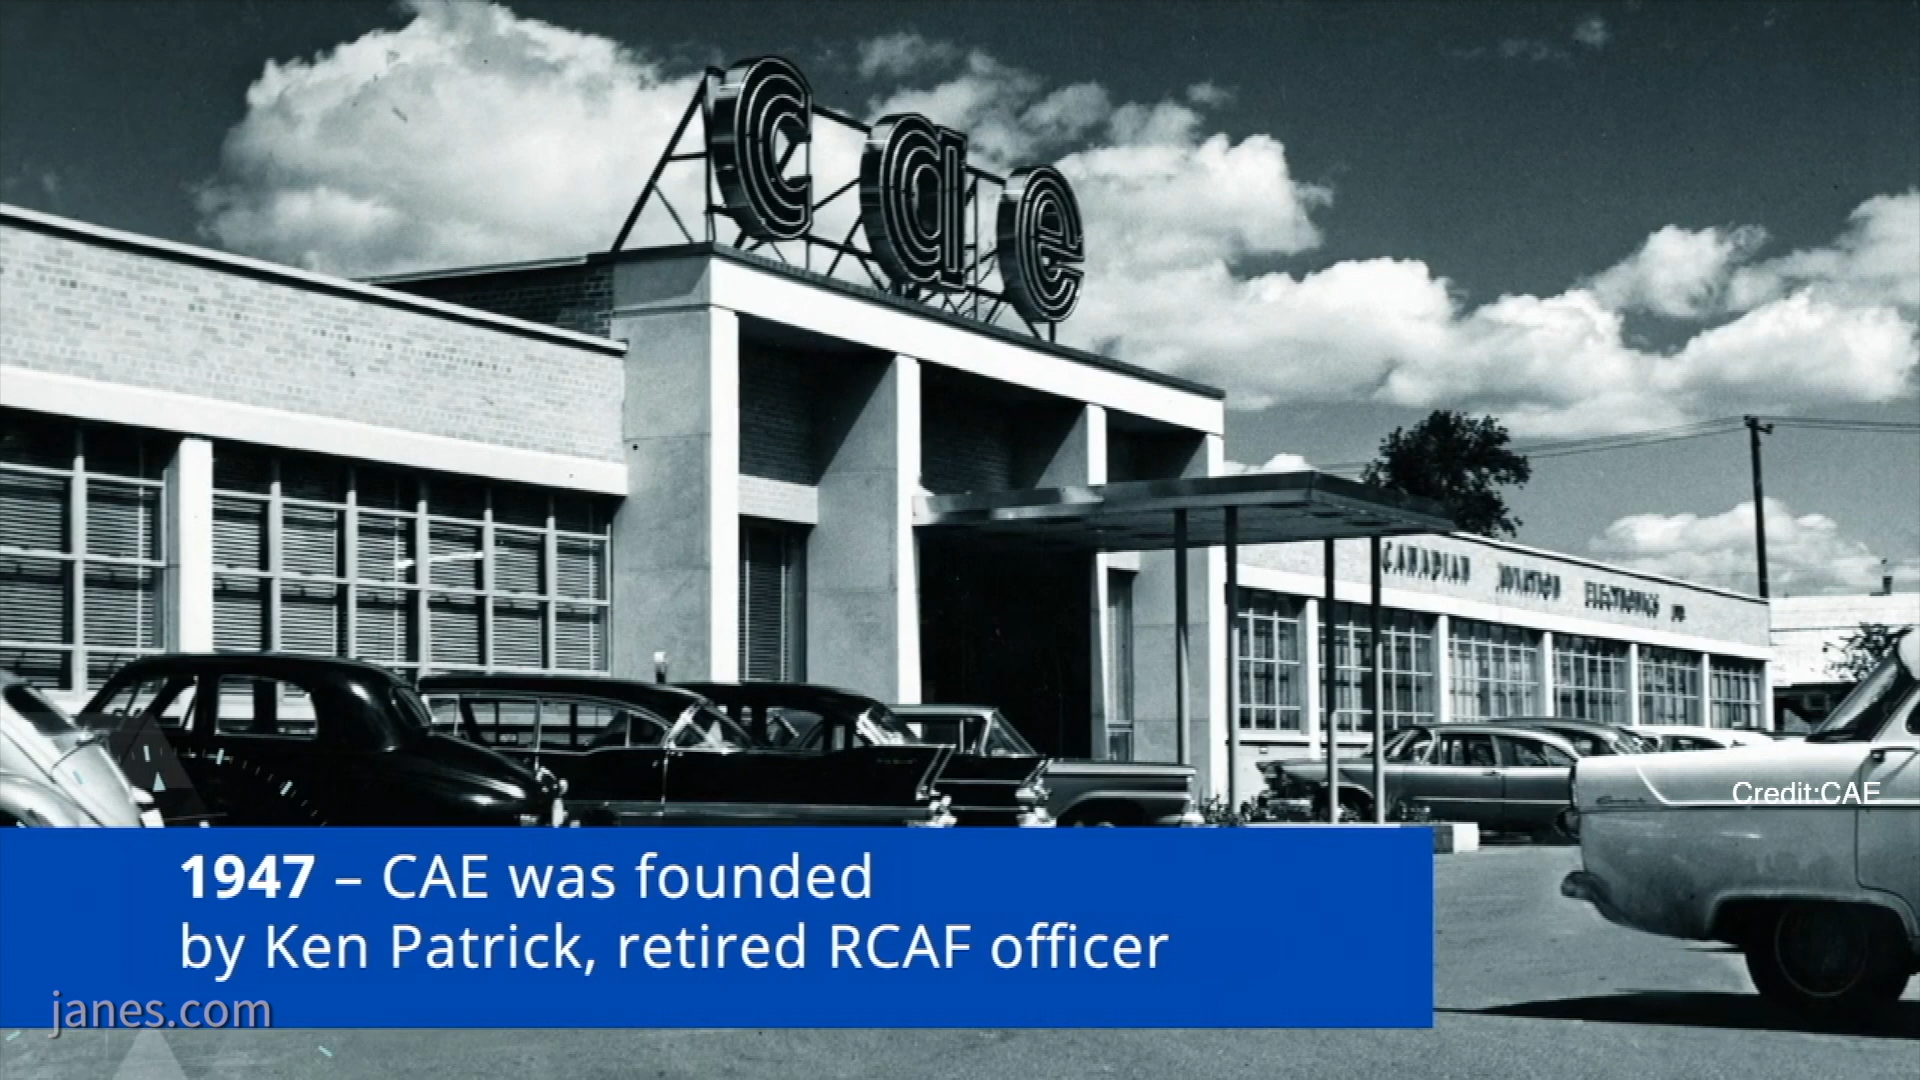 cae
CANADIAN AVIATION ELECTRONICS LTD.
Credit:CAE
1947 – CAE was founded
by Ken Patrick, retired RCAF officer
janes.com